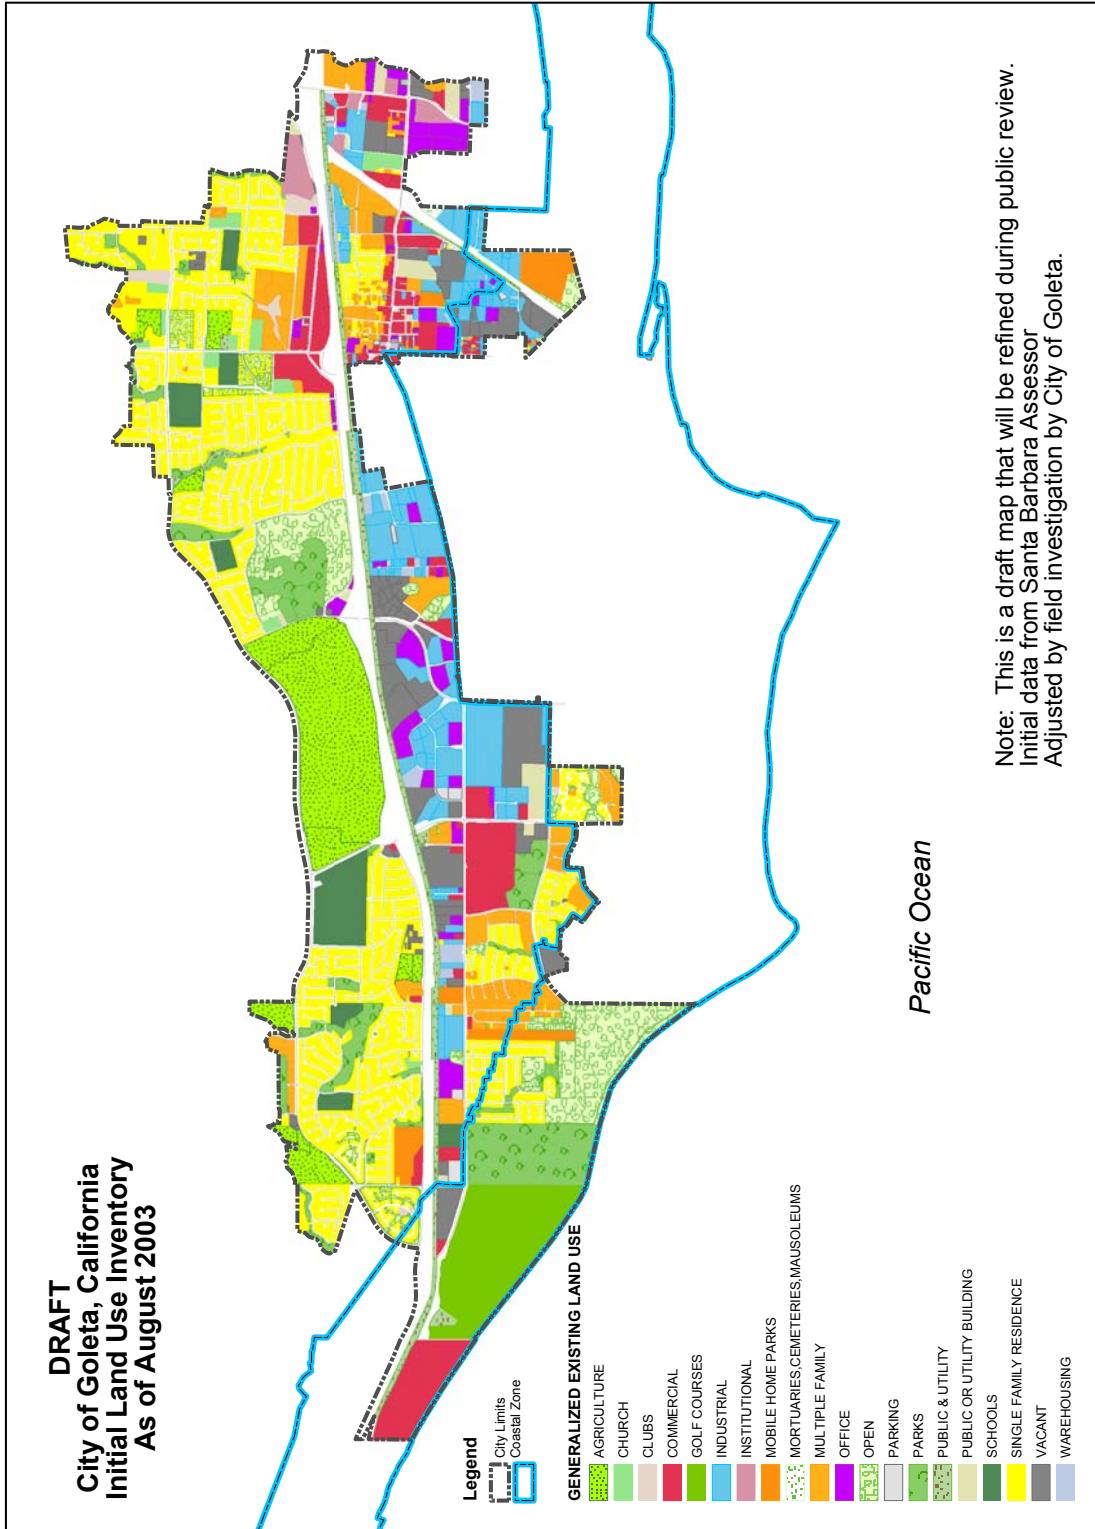 DRAFT
City of Goleta, California
Initial Land Use Inventory
As of August 2003
Legend
City Limits
Coastal Zone
GENERALIZED EXISTING LAND USE
AGRICULTURE
CHURCH
CLUBS
COMMERCIAL
GOLF COURSES
INDUSTRIAL
INSTITUTIONAL
MOBILE HOME PARKS
MORTUARIES,CEMETERIES,MAUSOLEUMS
MULTIPLE FAMILY
OFFICE
OPEN
PARKING
PARKS
PUBLIC & UTILITY
PUBLIC OR UTILITY BUILDING
SCHOOLS
SINGLE FAMILY RESIDENCE
VACANT
WAREHOUSING
Pacific Ocean
Note: This is a draft map that will be refined during public review.
Initial data from Santa Barbara Assessor
Adjusted by field investigation by City of Goleta.